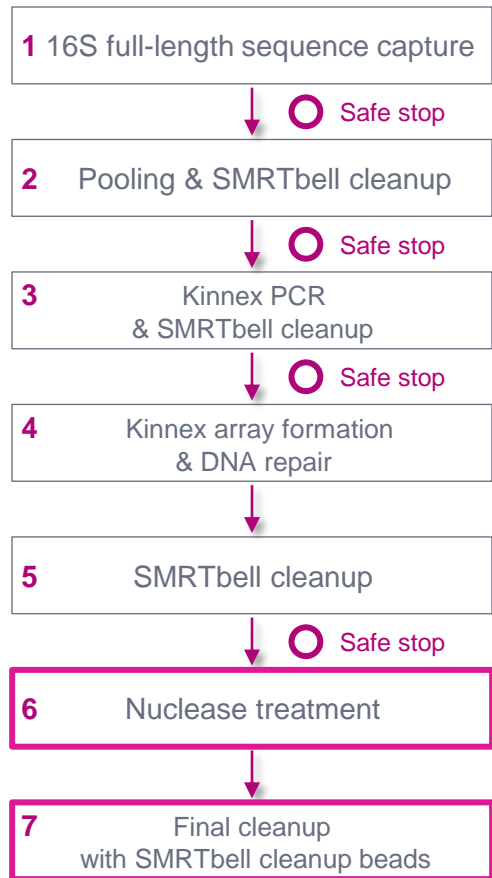 1 16S full-length sequence capture
Safe stop
2 Pooling & SMRTbell cleanup
Safe stop
3 Kinnex PCR
& SMRTbell cleanup
Safe stop
4 Kinnex array formation
& DNA repair
5 SMRTbell cleanup
Safe stop
6 Nuclease treatment
7 Final cleanup
with SMRTbell cleanup beads